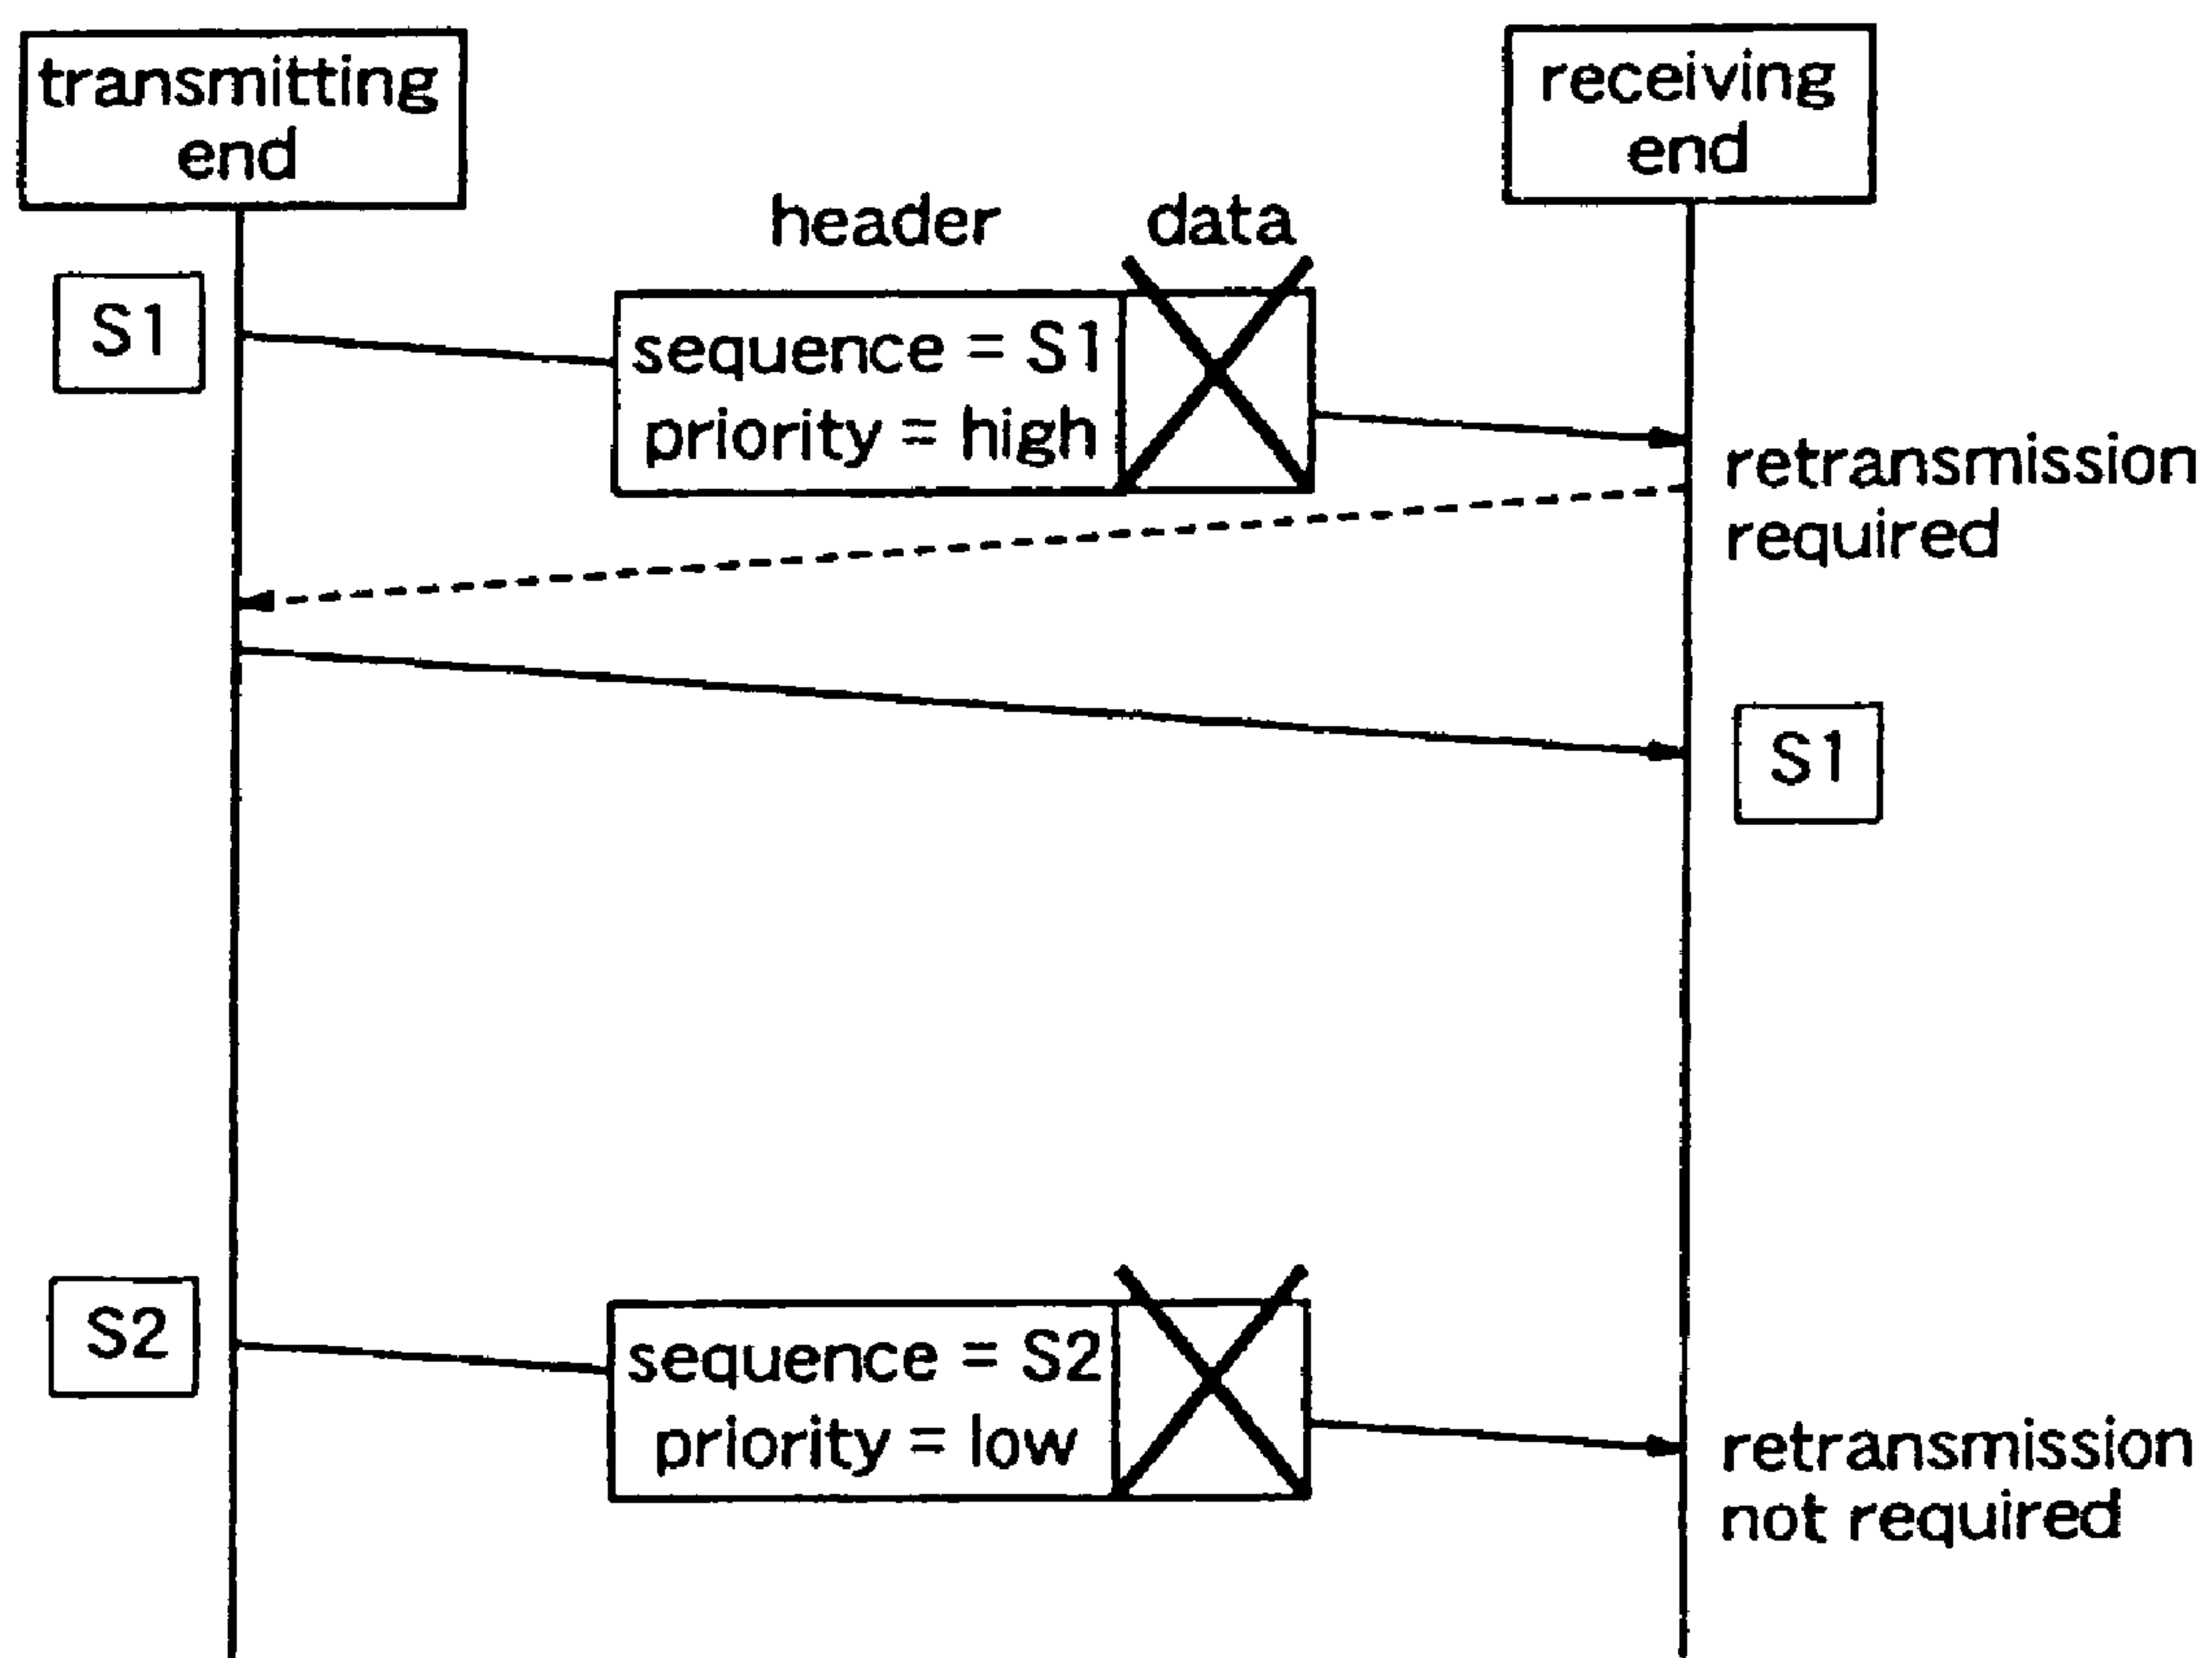 transmitting
end
receiving
end
header
data
S1
sequence = S1
priority = high
retransmission
required
S1
S2
sequence = S2
priority = low
retransmission
not required